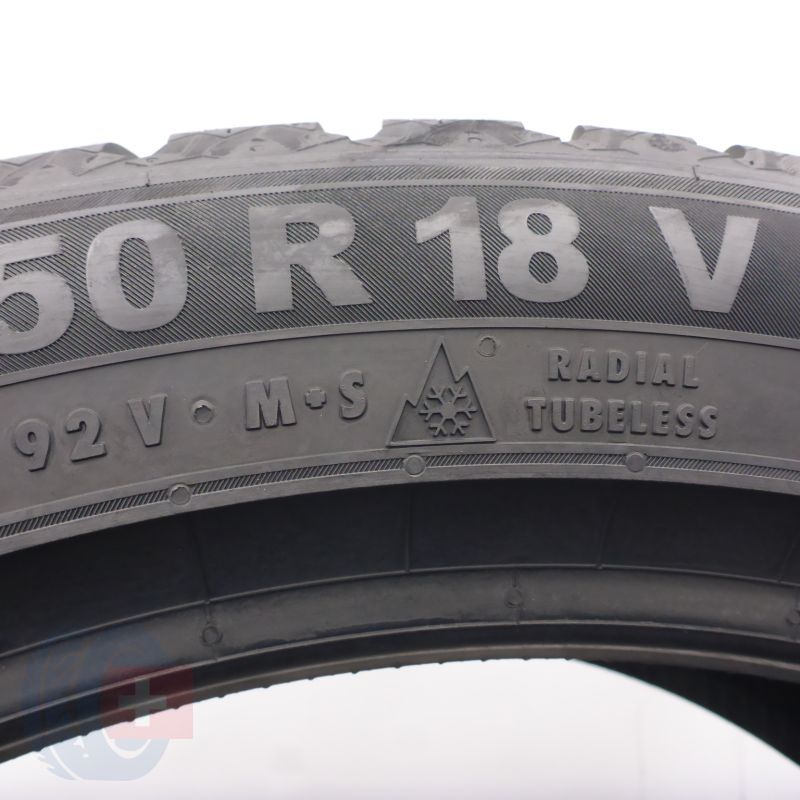 50 R 18 V
92 V · M+S
RADIAL
TUBELESS